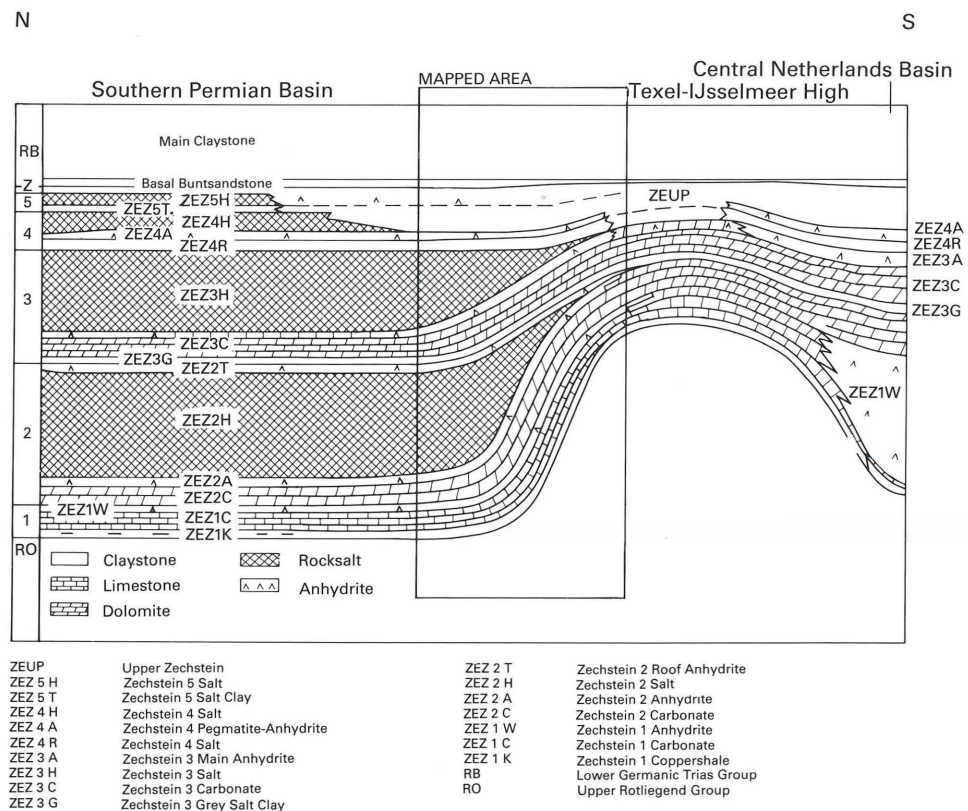 N
S
Southern Permian Basin
MAPPED AREA
Central Netherlands Basin
Texel-IJsselmeer High
RB
Main Claystone
Z
Basal Buntsandstone
5
ZEZ5H
ZEUP
ZEZ5T
ZEZ4H
4
ZEZ4A
ZEZ4R
ZEZ4A
ZEZ4R
ZEZ3A
3
ZEZ3H
ZEZ3C
ZEZ3G
ZEZ3C
ZEZ3G
ZEZ2T
2
ZEZ2H
ZEZ1W
ZEZ2A
ZEZ2C
1
ZEZ1W
ZEZ1C
ZEZ1K
RO
Claystone
Rocksalt
Limestone
Anhydrite
Dolomite
ZEUP Upper Zechstein
ZEZ 5 H Zechstein 5 Salt
ZEZ 5 T Zechstein 5 Salt Clay
ZEZ 4 H Zechstein 4 Salt
ZEZ 4 A Zechstein 4 Pegmatite-Anhydrite
ZEZ 4 R Zechstein 4 Salt
ZEZ 3 A Zechstein 3 Main Anhydrite
ZEZ 3 H Zechstein 3 Salt
ZEZ 3 C Zechstein 3 Carbonate
ZEZ 3 G Zechstein 3 Grey Salt Clay
ZEZ 2 T Zechstein 2 Roof Anhydrite
ZEZ 2 H Zechstein 2 Salt
ZEZ 2 A Zechstein 2 Anhydrite
ZEZ 2 C Zechstein 2 Carbonate
ZEZ 1 W Zechstein 1 Anhydrite
ZEZ 1 C Zechstein 1 Carbonate
ZEZ 1 K Zechstein 1 Coppershale
RB Lower Germanic Trias Group
RO Upper Rotliegend Group